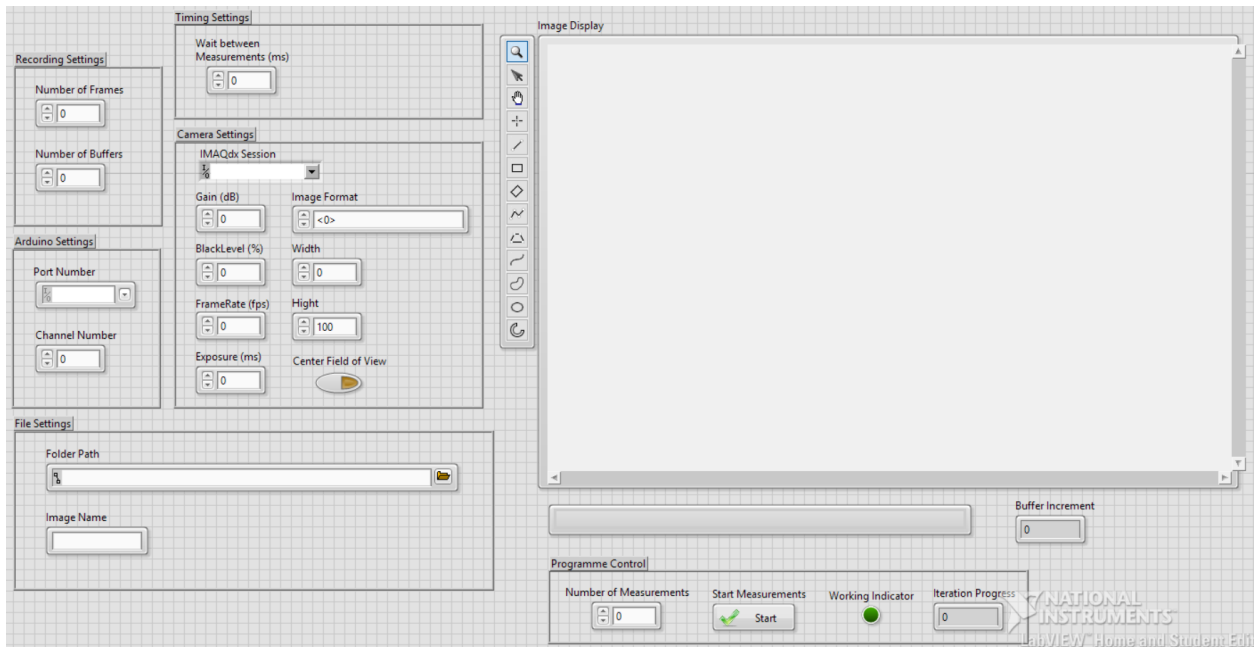 Timing Settings
Wait between
Measurements (ms)
0
Recording Settings
Number of Frames
0
Number of Buffers
0
Camera Settings
IMAQdx Session
Gain (dB)
0
Image Format
<0>
BlackLevel (%)
0
Width
0
FrameRate (fps)
0
Hight
100
Exposure (ms)
0
Center Field of View
Arduino Settings
Port Number
Channel Number
0
File Settings
Folder Path
Image Name
Image Display
Buffer Increment
0
Programme Control
Number of Measurements
0
Start Measurements
Start
Working Indicator
Iteration Progress
0
NATIONAL
INSTRUMENTS™
LabVIEW™ Home and Student Edi